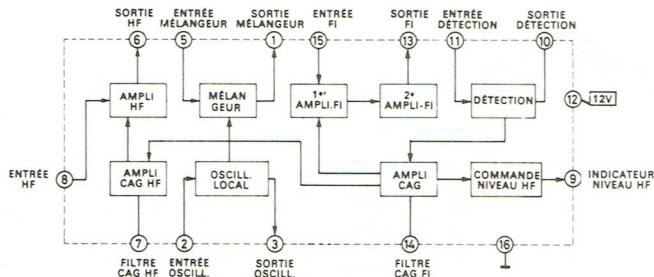 SORTIE HF
ENTRÉE MÉLANGEUR
SORTIE MÉLANGEUR
ENTRÉE FI
SORTIE FI
ENTRÉE DÉTECTION
SORTIE DÉTECTION
6
5
1
15
13
11
10
AMPLI HF
MÉLAN GEUR
1er AMPLI.FI
2e AMPLI-FI
DÉTECTION
12
12V
ENTRÉE HF
8
AMPLI CAG HF
OSCILL. LOCAL
AMPLI CAG
COMMANDE NIVEAU HF
9
INDICATEUR NIVEAU HF
7
2
3
14
16
FILTRE CAG HF
ENTRÉE OSCILL.
SORTIE OSCILL.
FILTRE CAG FI